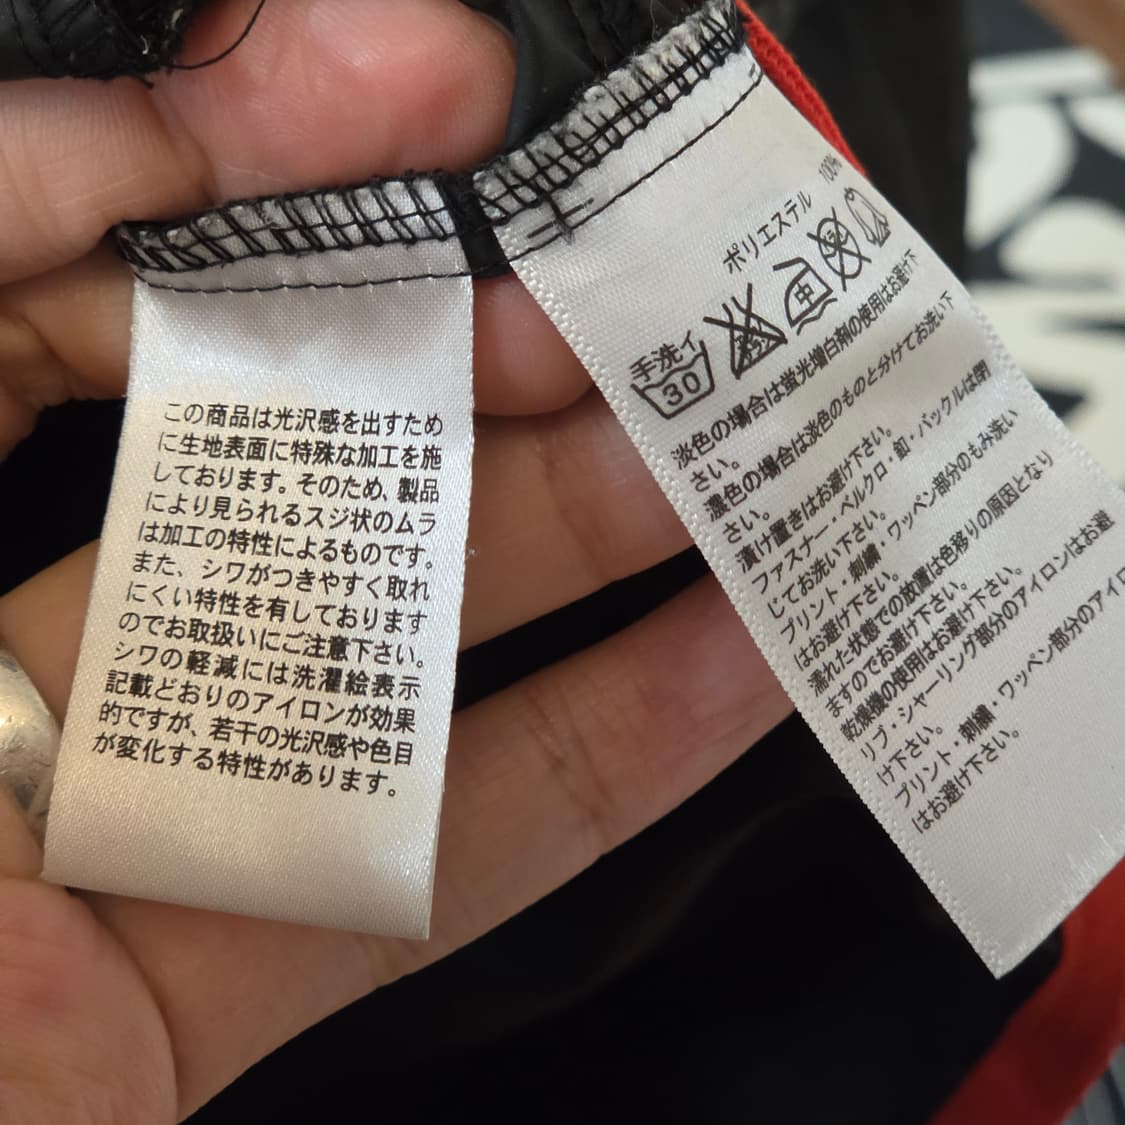 この商品は光沢感を出すため
に生地表面に特殊な加工を施
しております。そのため、製品
により見られるスジ状のムラ
は加工の特性によるものです。
また、シワがつきやすく取れ
にくい特性を有しております
のでお取扱いにご注意下さい。
シワの軽減には洗濯絵表示
記載どおりのアイロンが効果
的ですが、若干の光沢感や色目
が変化する特性があります。
ポリエステル 100%
手洗イ
30
中
淡色の場合は蛍光増白剤の使用はお避け下
さい。
濃色の場合は淡色のものと分けてお洗い下
さい。
漬け置きはお避け下さい。
ファスナー・ベルクロ・釦・バックルは閉
じてお洗い下さい。
プリント・刺繍・ワッペン部分のもみ洗い
はお避け下さい。
濡れた状態での放置は色移りの原因となり
ますのでお避け下さい。
乾燥機の使用はお避け下さい。
リブ・シャーリング部分のアイロンはお避
け下さい。
プリント・刺繍・ワッペン部分のアイロ
はお避け下さい。